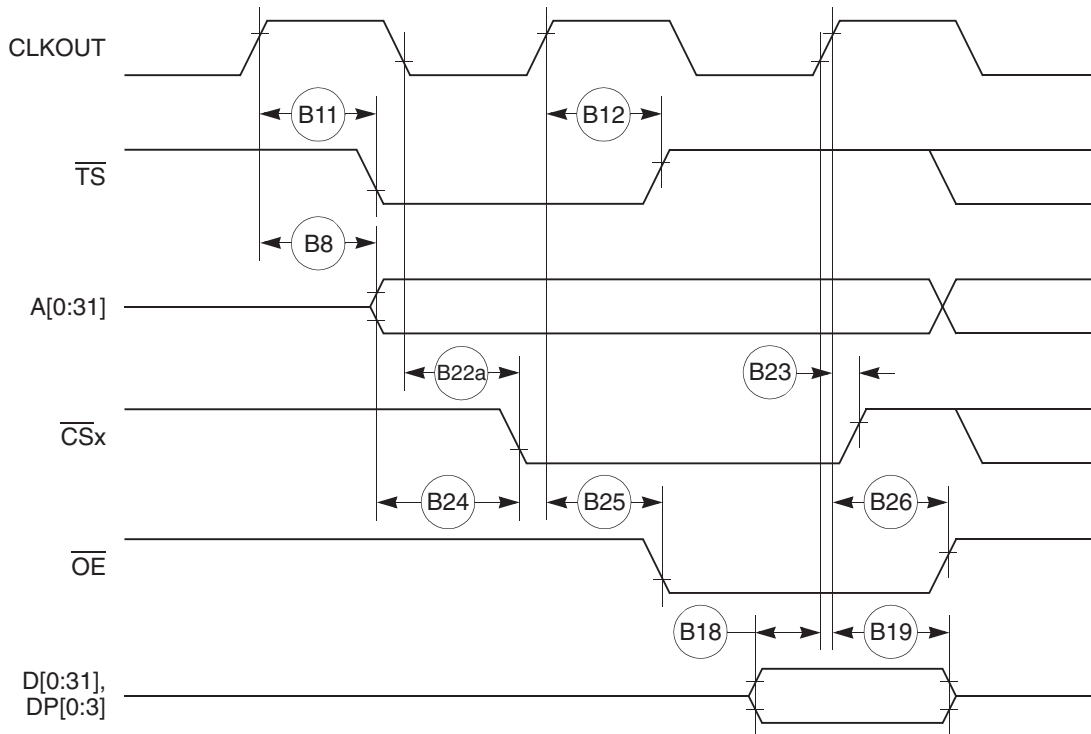 CLKOUT
B11
B12
TS
B8
A[0:31]
B22a
B23
CSx
B24
B25
B26
OE
B18
B19
D[0:31],
DP[0:3]